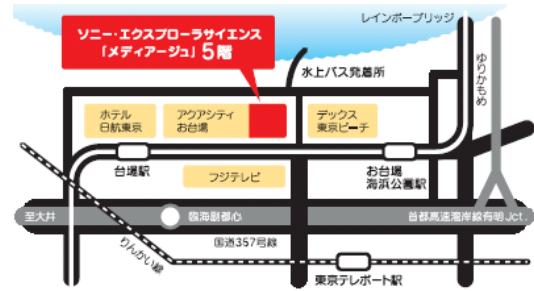 レインボーブリッジ
ソニー・エクスプローラサイエンス
「メディアージュ」5階
水上バス発着所
ゆりかもめ
ホテル
日航東京
アクアシティ
お台場
デックス
東京ビーチ
台場駅
フジテレビ
お台場
海浜公園駅
至大井
臨海副都心
首都高速湾岸線有明Jct.
りんかい線
国道357号線
東京テレポート駅